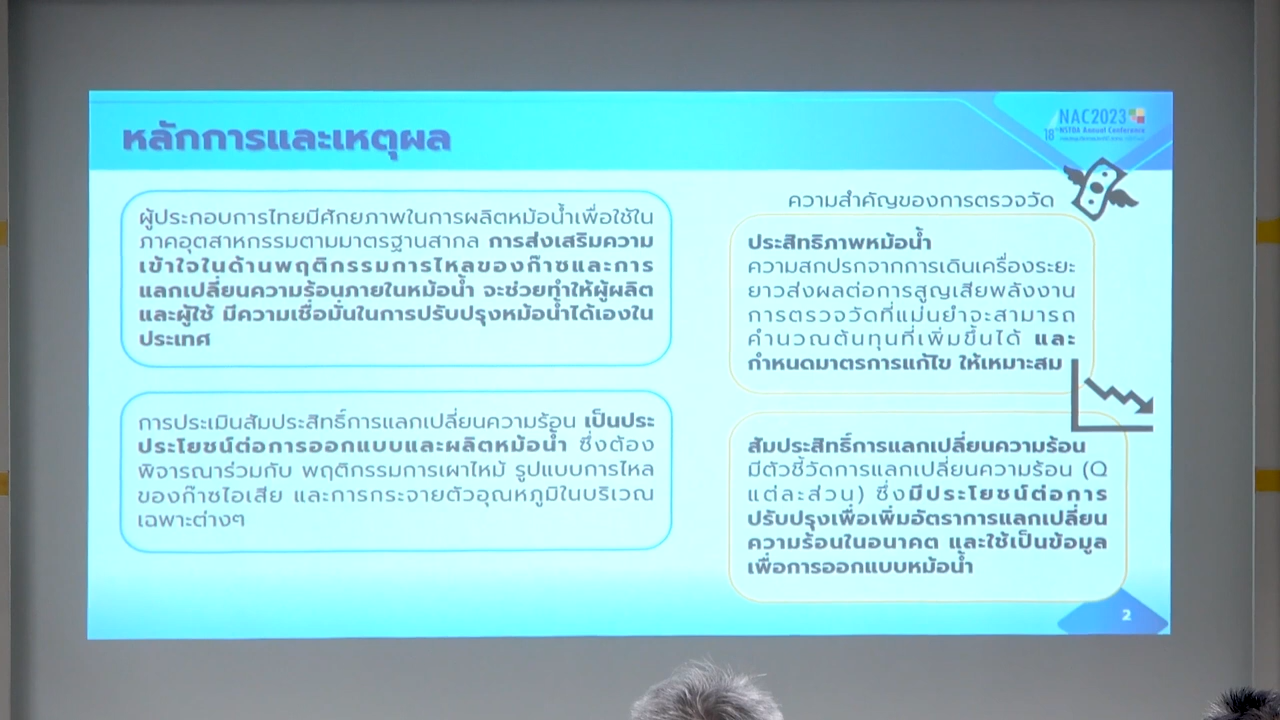 หลักการและเหตุผล
NAC2023
18th NSTDA Annual Conference
ผู้ประกอบการไทยมีศักยภาพในการผลิตหม้อน้ำเพื่อใช้ใน
ภาคอุตสาหกรรมตามมาตรฐานสากล การส่งเสริมความ
เข้าใจในด้านพฤติกรรมการไหลของก๊าซและการ
แลกเปลี่ยนความร้อนภายในหม้อน้ำ จะช่วยทำให้ผู้ผลิต
และผู้ใช้ มีความเชื่อมั่นในการปรับปรุงหม้อน้ำได้เองใน
ประเทศ
การประเมินสัมประสิทธิ์การแลกเปลี่ยนความร้อน เป็นประ
ประโยชน์ต่อการออกแบบและผลิตหม้อน้ำ ซึ่งต้อง
พิจารณาร่วมกับ พฤติกรรมการเผาไหม้ รูปแบบการไหล
ของก๊าซไอเสีย และการกระจายตัวอุณหภูมิในบริเวณ
เฉพาะต่างๆ
ความสำคัญของการตรวจวัด
ประสิทธิภาพหม้อน้ำ
ความสกปรกจากการเดินเครื่องระยะ
ยาวส่งผลต่อการสูญเสียพลังงาน
การตรวจวัดที่แม่นยำจะสามารถ
คำนวณต้นทุนที่เพิ่มขึ้นได้ และ
กำหนดมาตรการแก้ไข ให้เหมาะสม
สัมประสิทธิ์การแลกเปลี่ยนความร้อน
มีตัวชี้วัดการแลกเปลี่ยนความร้อน (Q
แต่ละส่วน) ซึ่งมีประโยชน์ต่อการ
ปรับปรุงเพื่อเพิ่มอัตราการแลกเปลี่ยน
ความร้อนในอนาคต และใช้เป็นข้อมูล
เพื่อการออกแบบหม้อน้ำ
2